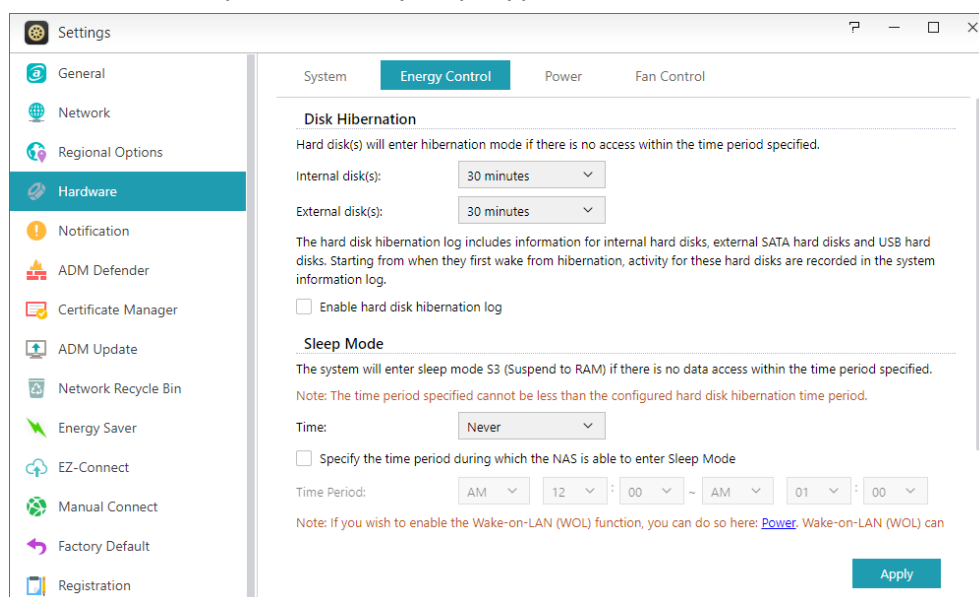 Settings
General
Network
Regional Options
Hardware
Notification
ADM Defender
Certificate Manager
ADM Update
Network Recycle Bin
Energy Saver
EZ-Connect
Manual Connect
Factory Default
Registration
System Energy Control Power Fan Control
Disk Hibernation
Hard disk(s) will enter hibernation mode if there is no access within the time period specified.
Internal disk(s): 30 minutes
External disk(s): 30 minutes
The hard disk hibernation log includes information for internal hard disks, external SATA hard disks and USB hard
disks. Starting from when they first wake from hibernation, activity for these hard disks are recorded in the system
information log.
Enable hard disk hibernation log
Sleep Mode
The system will enter sleep mode S3 (Suspend to RAM) if there is no data access within the time period specified.
Note: The time period specified cannot be less than the configured hard disk hibernation time period.
Time: Never
Specify the time period during which the NAS is able to enter Sleep Mode
Time Period: AM 12 : 00 ~ AM 01 : 00
Note: If you wish to enable the Wake-on-LAN (WOL) function, you can do so here: Power. Wake-on-LAN (WOL) can
Apply